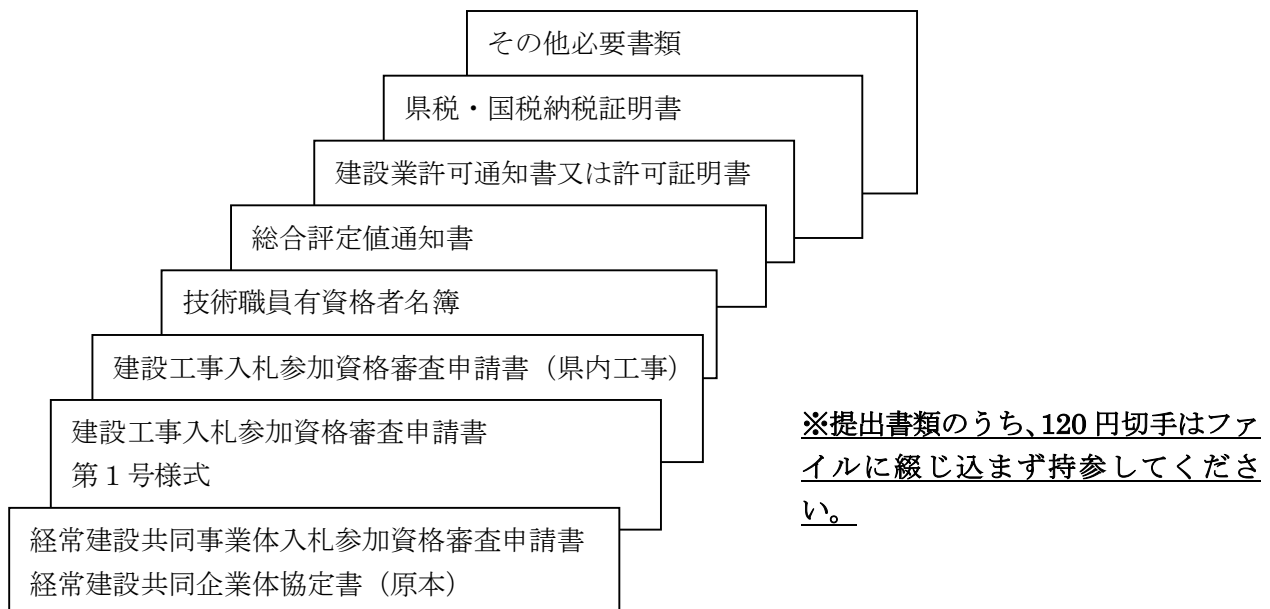 その他必要書類
県税・国税納税証明書
建設業許可通知書又は許可証明書
総合評定値通知書
技術職員有資格者名簿
建設工事入札参加資格審査申請書（県内工事）
建設工事入札参加資格審査申請書
第１号様式
経常建設共同事業体入札参加資格審査申請書
経常建設共同企業体協定書（原本）
※提出書類のうち、120 円切手はファ
イルに綴じ込まず持参してくださ
い。